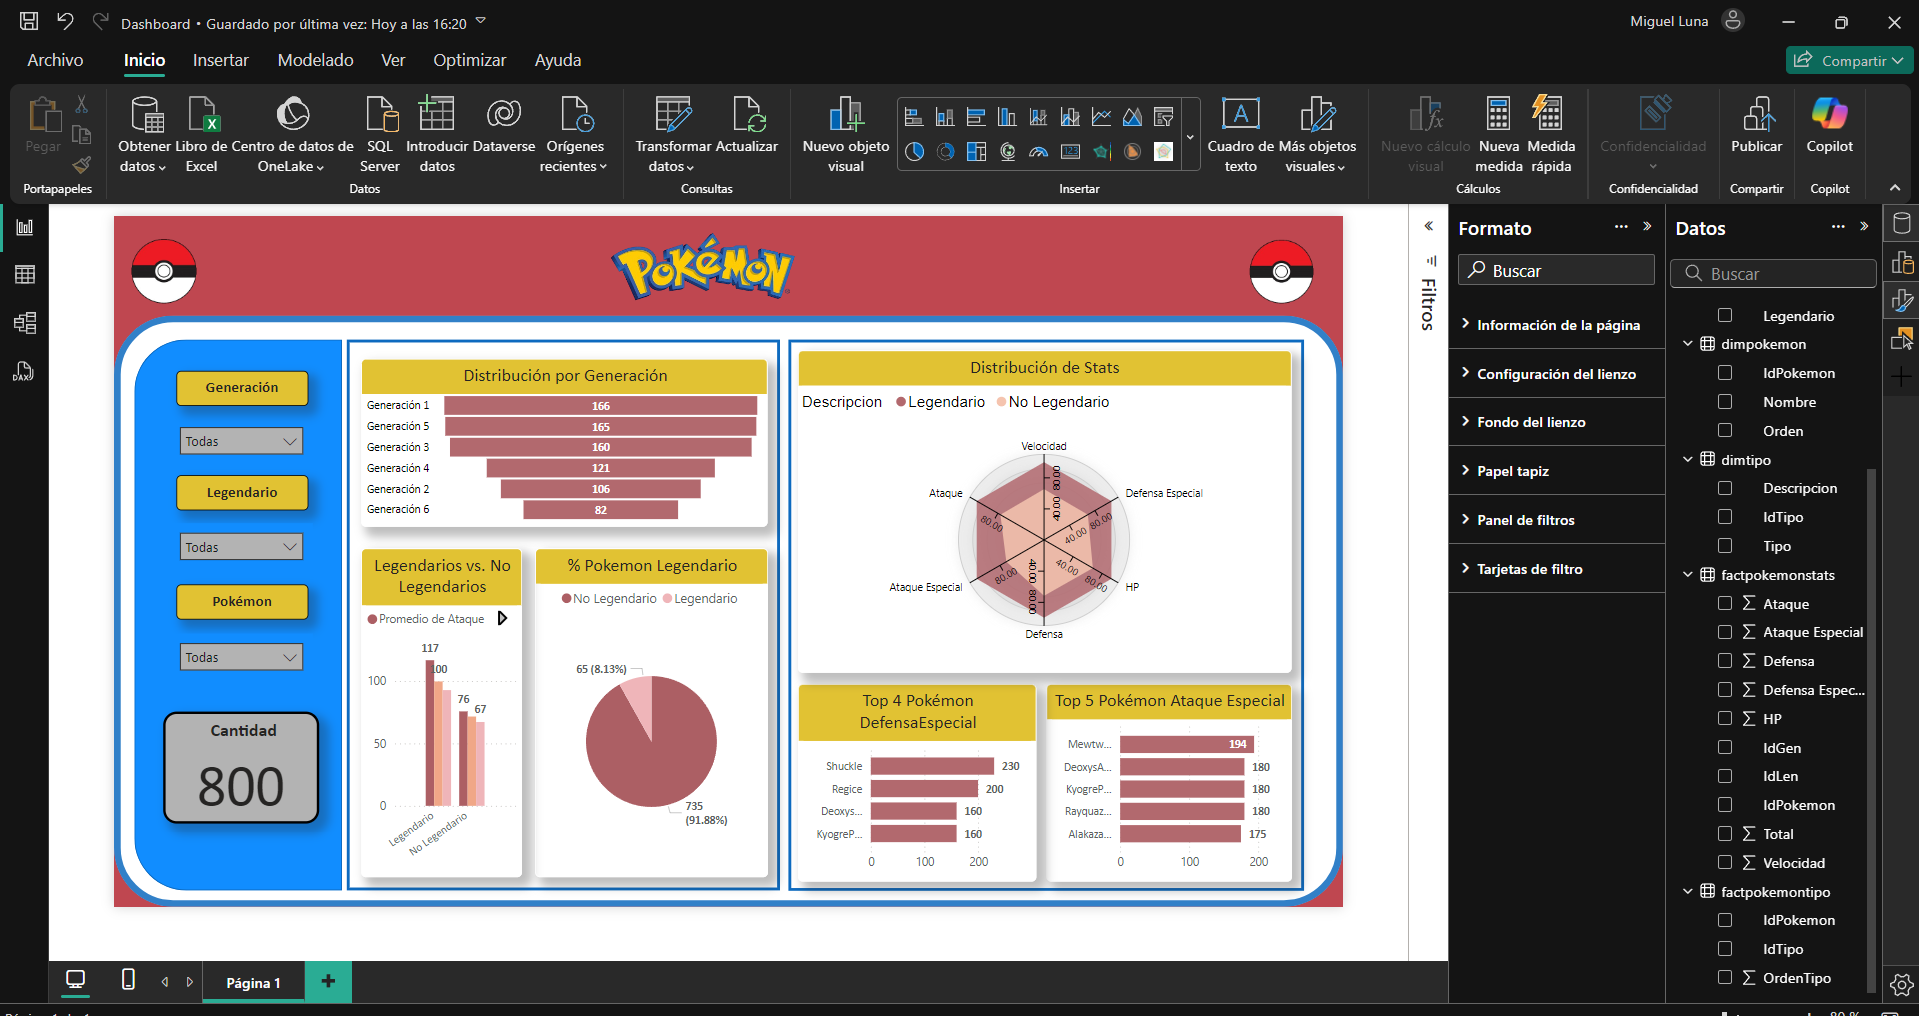 Dashboard • Guardado por última vez: Hoy a las 16:20
Miguel Luna
Archivo
Inicio
Insertar
Modelado
Ver
Optimizar
Ayuda
Compartir
Pegar
Obtener datos
Libro de Excel
Centro de datos de OneLake
SQL Server
Introducir datos
Dataverse
Orígenes recientes
Transformar datos
Actualizar
Nuevo objeto visual
Cuadro de texto
Más objetos visuales
Nuevo cálculo visual
Nueva medida
Medida rápida
Confidencialidad
Publicar
Copilot
Portapapeles
Datos
Consultas
Insertar
Cálculos
Confidencialidad
Compartir
Copilot
DAX
POKéMON
Generación
Todas
Legendario
Todas
Pokémon
Todas
Cantidad
800
Distribución por Generación
Generación 1 166
Generación 5 165
Generación 3 160
Generación 4 121
Generación 2 106
Generación 6 82
Legendarios vs. No
Legendarios
Promedio de Ataque
117
100
76
67
100
50
0
Legendario
No Legendario
% Pokemon Legendario
No Legendario Legendario
65 (8.13%)
735
(91.88%)
Distribución de Stats
Descripcion Legendario No Legendario
Velocidad
Defensa Especial
HP
Defensa
Ataque Especial
Ataque
80.00
40.00
80.00
40.00
80.00
40.00
80.00
40.00
80.00
80.00
Top 4 Pokémon
DefensaEspecial
Shuckle 230
Regice 200
Deoxys... 160
KyogreP... 160
0 100 200
Top 5 Pokémon Ataque Especial
Mewtw... 194
DeoxysA... 180
KyogreP... 180
Rayquaz... 180
Alakaza... 175
0 100 200
Filtros
Formato
Buscar
Información de la página
Configuración del lienzo
Fondo del lienzo
Papel tapiz
Panel de filtros
Tarjetas de filtro
Datos
Buscar
Legendario
dimpokemon
IdPokemon
Nombre
Orden
dimtipo
Descripcion
IdTipo
Tipo
factpokemonstats
Ataque
Ataque Especial
Defensa
Defensa Espec...
HP
IdGen
IdLen
IdPokemon
Total
Velocidad
factpokemontipo
IdPokemon
IdTipo
OrdenTipo
Página 1